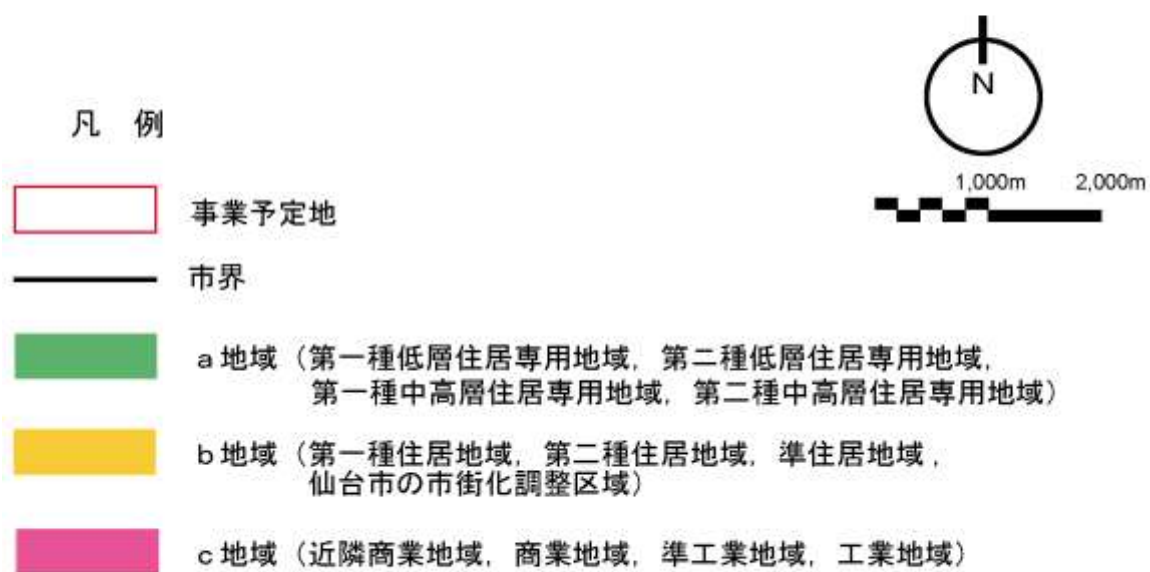 N
1,000m 2,000m
凡 例
事業予定地
市界
a地域（第一種低層住居専用地域，第二種低層住居専用地域，
第一種中高層住居専用地域，第二種中高層住居専用地域）
b地域（第一種住居地域，第二種住居地域，準住居地域，
仙台市の市街化調整区域）
c地域（近隣商業地域，商業地域，準工業地域，工業地域）